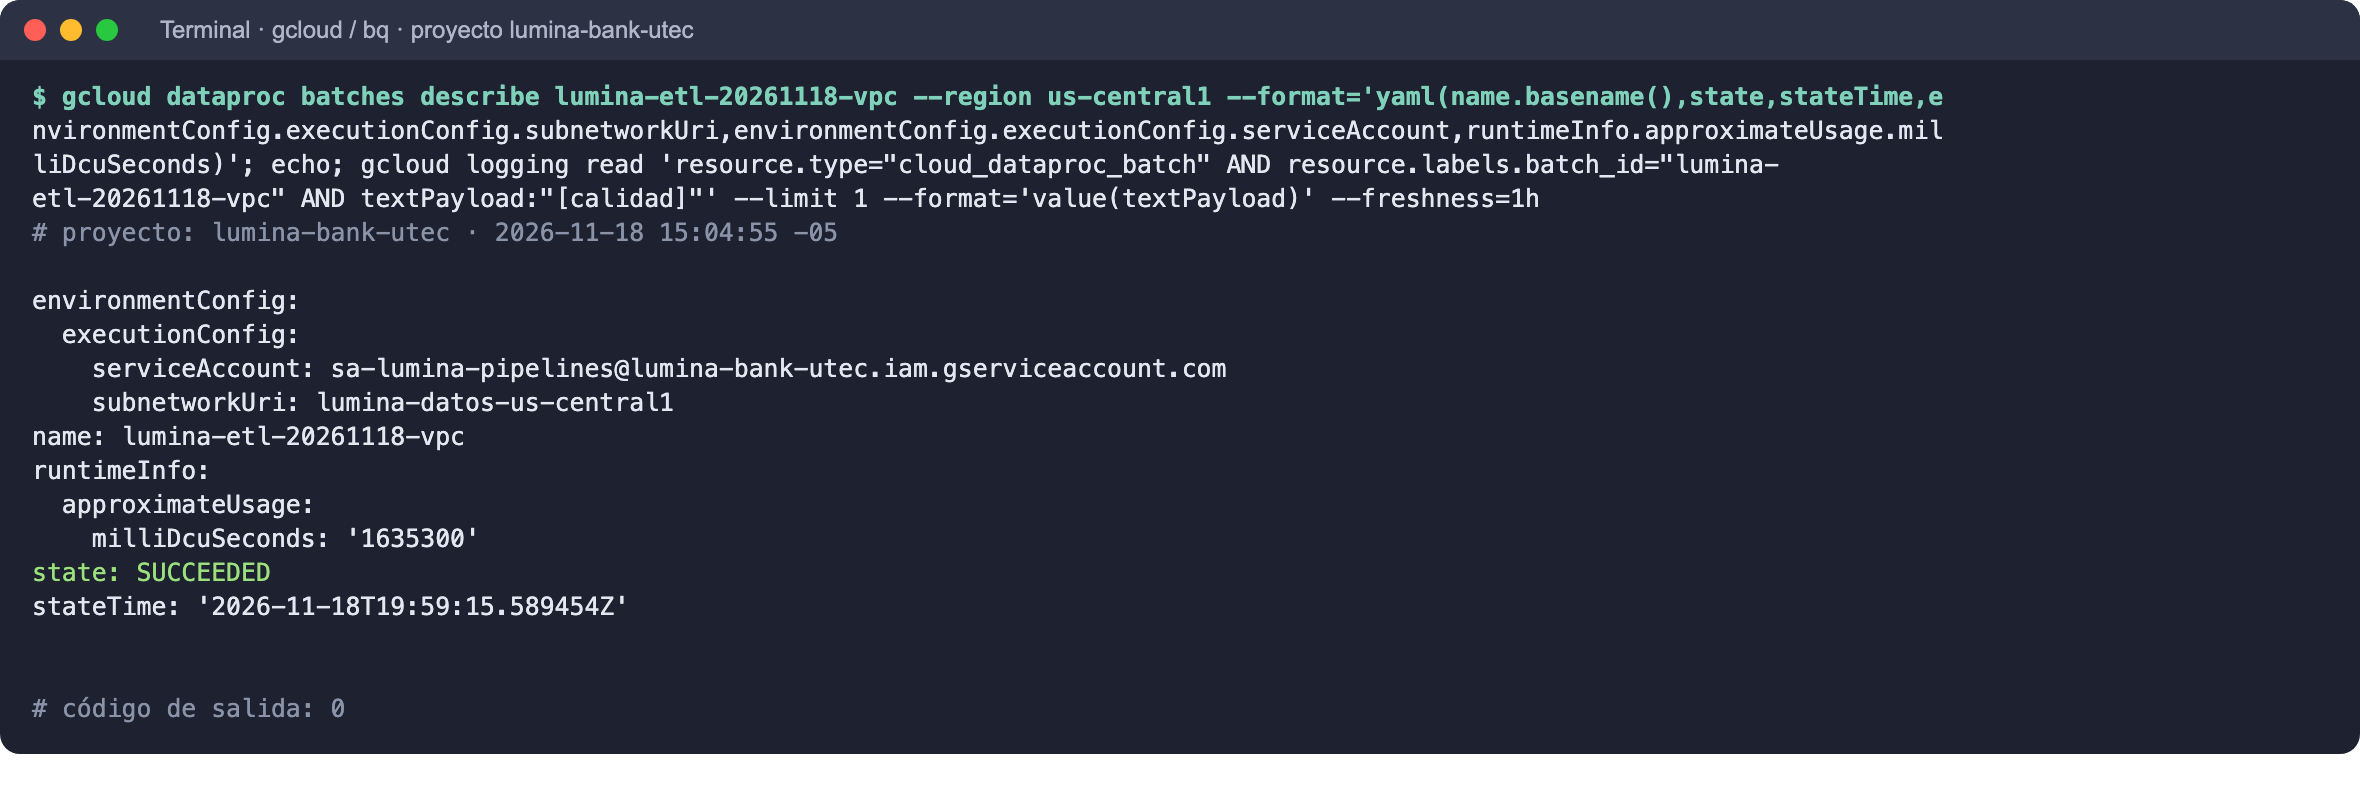 Terminal · gcloud / bq · proyecto lumina-bank-utec
$ gcloud dataproc batches describe lumina-etl-20261118-vpc --region us-central1 --format='yaml(name.basename(),state,stateTime,e
nvironmentConfig.executionConfig.subnetworkUri,environmentConfig.executionConfig.serviceAccount,runtimeInfo.approximateUsage.mil
liDcuSeconds)'; echo; gcloud logging read 'resource.type="cloud_dataproc_batch" AND resource.labels.batch_id="lumina-
etl-20261118-vpc" AND textPayload:"[calidad]"' --limit 1 --format='value(textPayload)' --freshness=1h
# proyecto: lumina-bank-utec · 2026-11-18 15:04:55 -05
environmentConfig:
  executionConfig:
    serviceAccount: sa-lumina-pipelines@lumina-bank-utec.iam.gserviceaccount.com
    subnetworkUri: lumina-datos-us-central1
name: lumina-etl-20261118-vpc
runtimeInfo:
  approximateUsage:
    milliDcuSeconds: '1635300'
state: SUCCEEDED
stateTime: '2026-11-18T19:59:15.589454Z'
# código de salida: 0